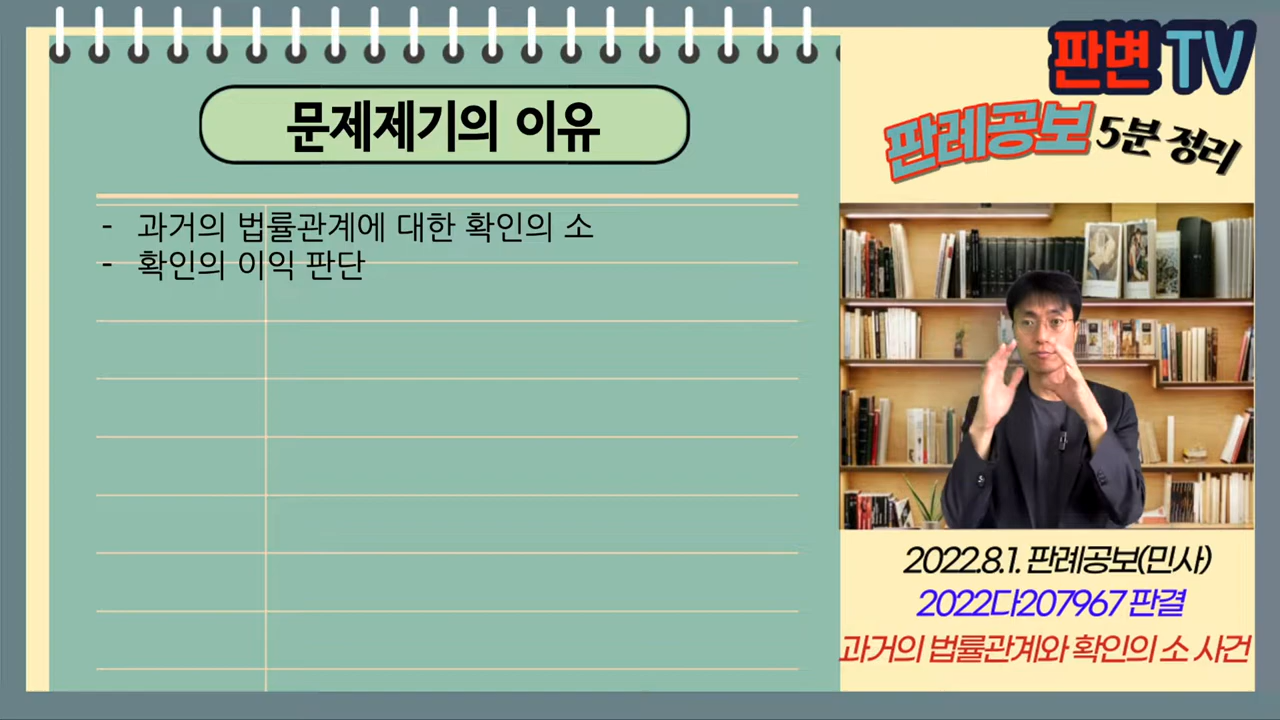 문제제기의 이유
- 과거의 법률관계에 대한 확인의 소
- 확인의 이익 판단
판변 TV
판례공보 5분 정리
2022.8.1. 판례공보(민사)
2022다207967 판결
과거의 법률관계와 확인의 소 사건